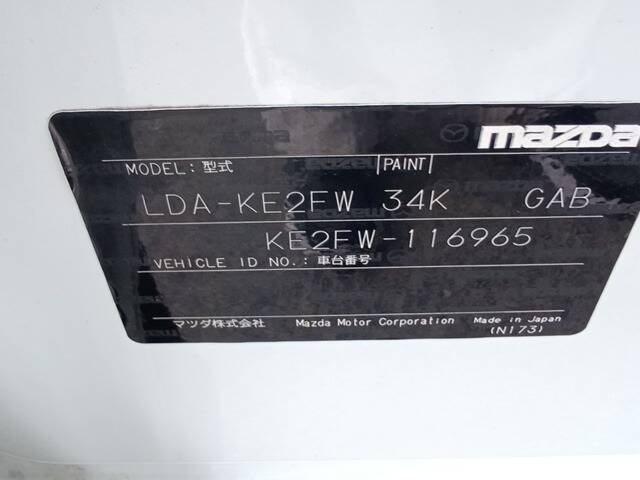 mazda
MODEL: 型式 PAINT
LDA-KE2FW 34K GAB
KE2FW-116965
VEHICLE ID NO.: 車台番号
マツダ株式会社 Mazda Motor Corporation Made in Japan
(N173)